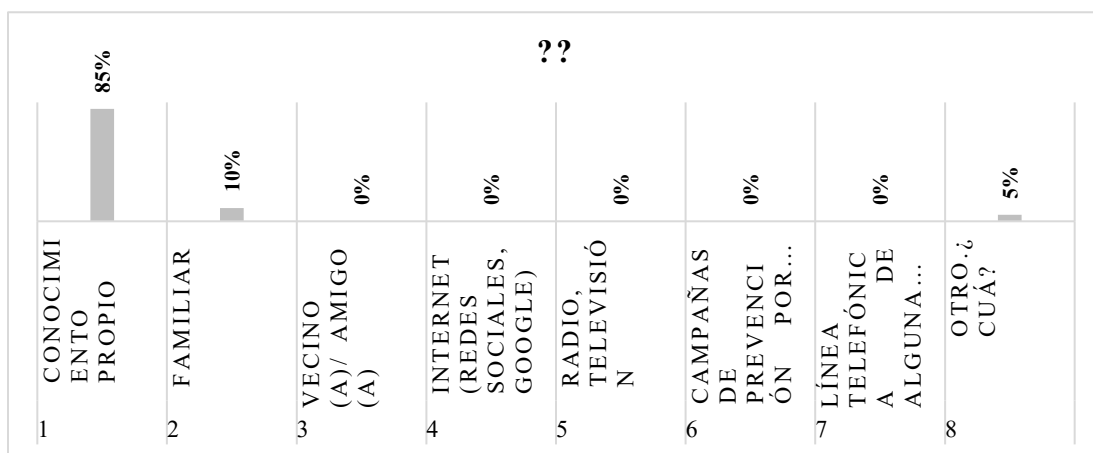 ??
85%
10%
0%
0%
0%
0%
0%
5%
CONOCIMI
ENTO
PROPIO
FAMILIAR
VECINO
(A)/ AMIGO
(A)
INTERNET
(REDES
SOCIALES,
GOOGLE)
RADIO,
TELEVISIÓ
N
CAMPAÑAS
DE
PREVENCI
ÓN POR…
LÍNEA
TELEFÓNIC
A DE
ALGUNA…
OTRO.¿
CUÁ?
1
2
3
4
5
6
7
8